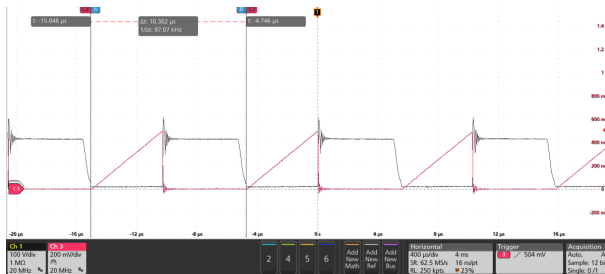 t: -15.048 µs
Δt: 10.302 µs
1/Δt: 97.07 kHz
t: -4.746 µs
T
1.4
1.2
1
800 m
600 m
400 m
200 m
C3
-20 µs
-16 µs
-12 µs
-8 µs
-4 µs
0 s
4 µs
8 µs
12 µs
16 µs
Ch 1
100 V/div
1 MΩ
20 MHz
Ch 3
200 mV/div
20 MHz
2
4
5
6
Add New Math
Add New Ref
Add New Bus
Horizontal
400 µs/div
4 ms
SR: 62.5 MS/s
16 ns/pt
RL: 250 kpts
23%
Trigger
3
504 mV
Acquisition
Auto,
Sample: 12 bi
Single: 0 /1